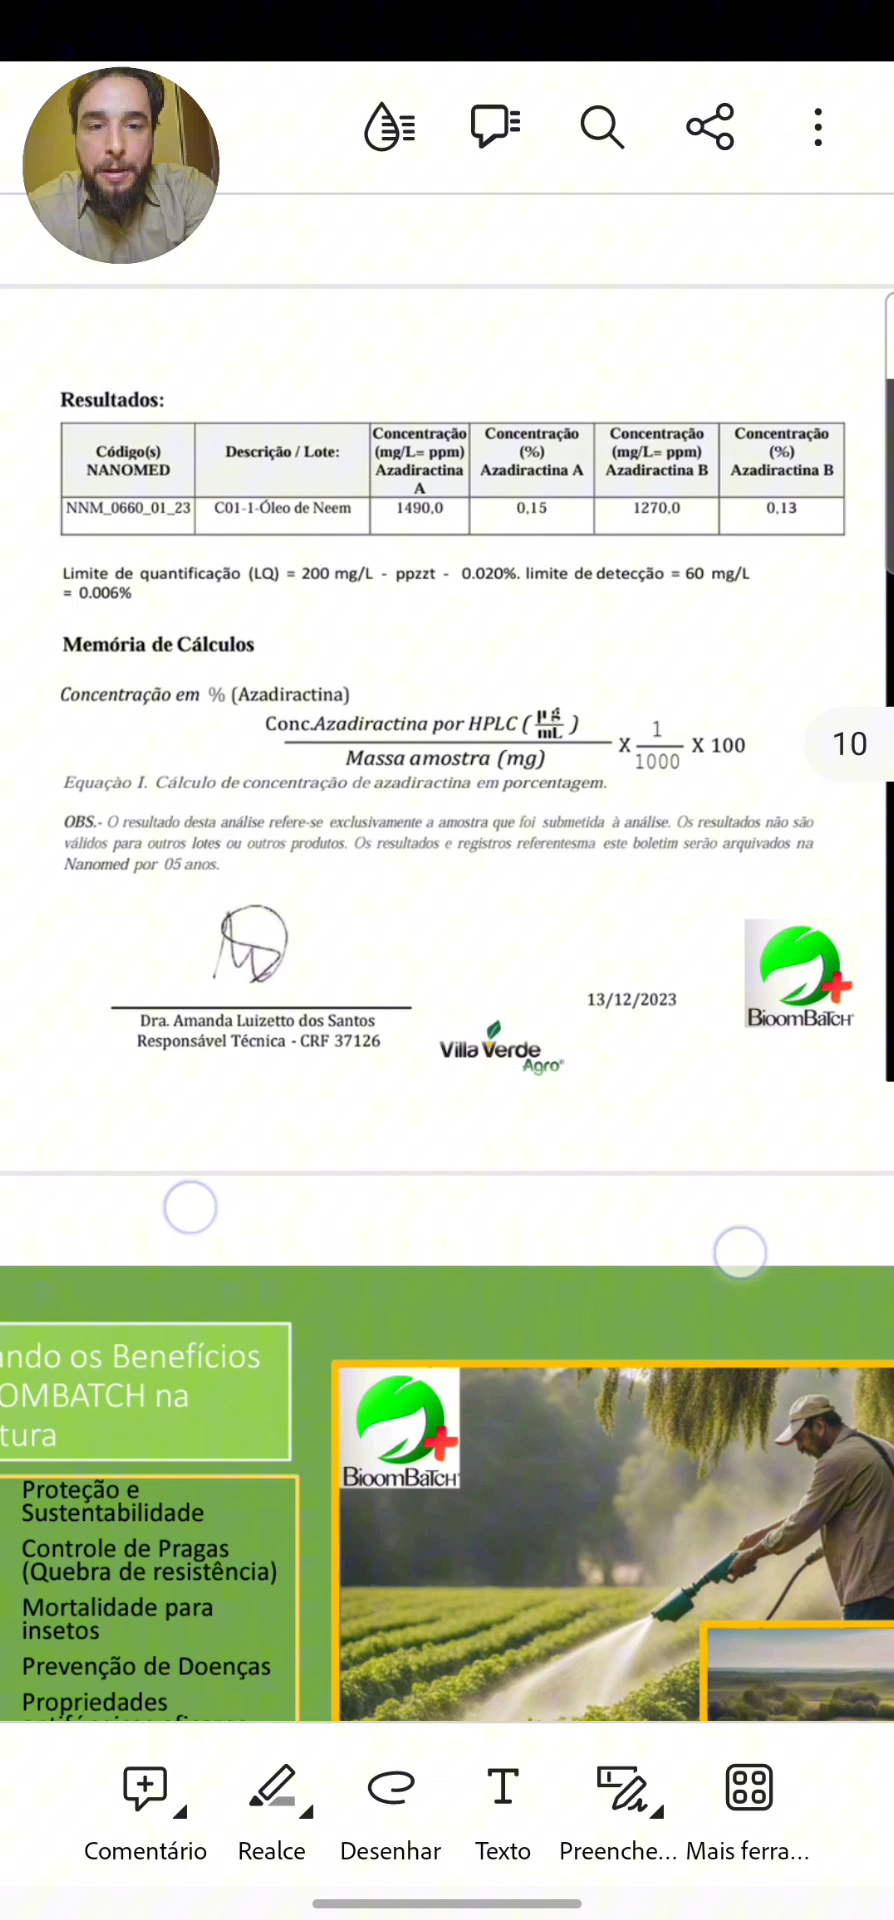 Resultados:
Código(s) NANOMED
Descrição / Lote:
Concentração (mg/L= ppm) Azadiractina A
Concentração (%) Azadiractina A
Concentração (mg/L= ppm) Azadiractina B
Concentração (%) Azadiractina B
NNM_0660_01_23 C01-1-Óleo de Neem 1490,0 0,15 1270,0 0,13
Limite de quantificação (LQ) = 200 mg/L - ppzzt - 0.020%. limite de detecção = 60 mg/L
= 0.006%
Memória de Cálculos
Concentração em % (Azadiractina)
Conc.Azadiractina por HPLC (µg/mL)
Massa amostra (mg)
X 1/1000 X 100
10
Equaçào I. Cálculo de concentração de azadiractina em porcentagem.
OBS.- O resultado desta análise refere-se exclusivamente a amostra que foi submetida à análise. Os resultados não são
válidos para outros lotes ou outros produtos. Os resultados e registros referentesma este boletim serão arquivados na
Nanomed por 05 anos.
13/12/2023
BioomBaTcH
Dra. Amanda Luizetto dos Santos
Responsável Técnica - CRF 37126
Villa Verde
Agro®
ando os Benefícios
OMBATCH na
tura
BioomBaTcH
Proteção e
Sustentabilidade
Controle de Pragas
(Quebra de resistência)
Mortalidade para
insetos
Prevenção de Doenças
Propriedades
Comentário
Realce
Desenhar
Texto
Preenche...
Mais ferra...